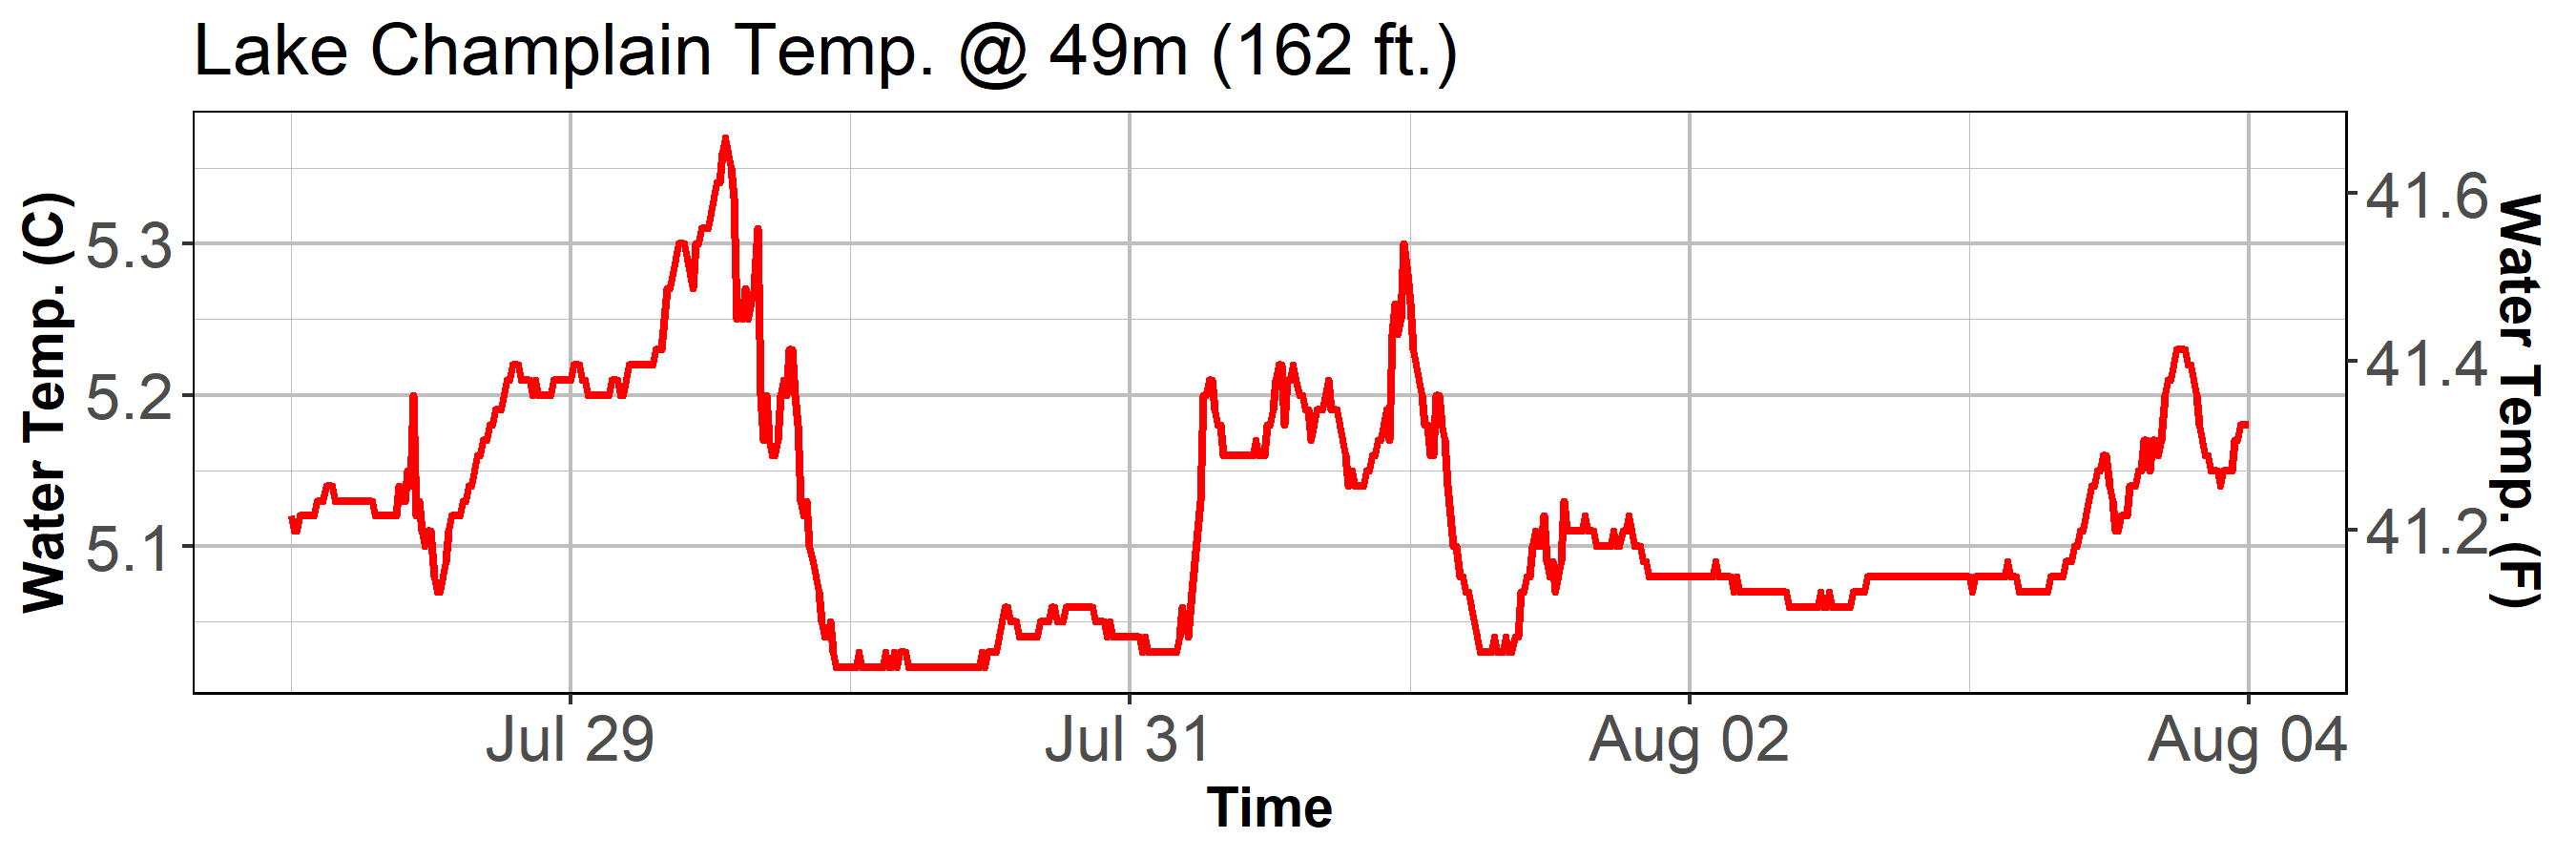 Lake Champlain Temp. @ 49m (162 ft.)
Water Temp. (C)
5.3
5.2
5.1
41.6
41.4
41.2
Water Temp. (F)
Jul 29
Jul 31
Aug 02
Aug 04
Time